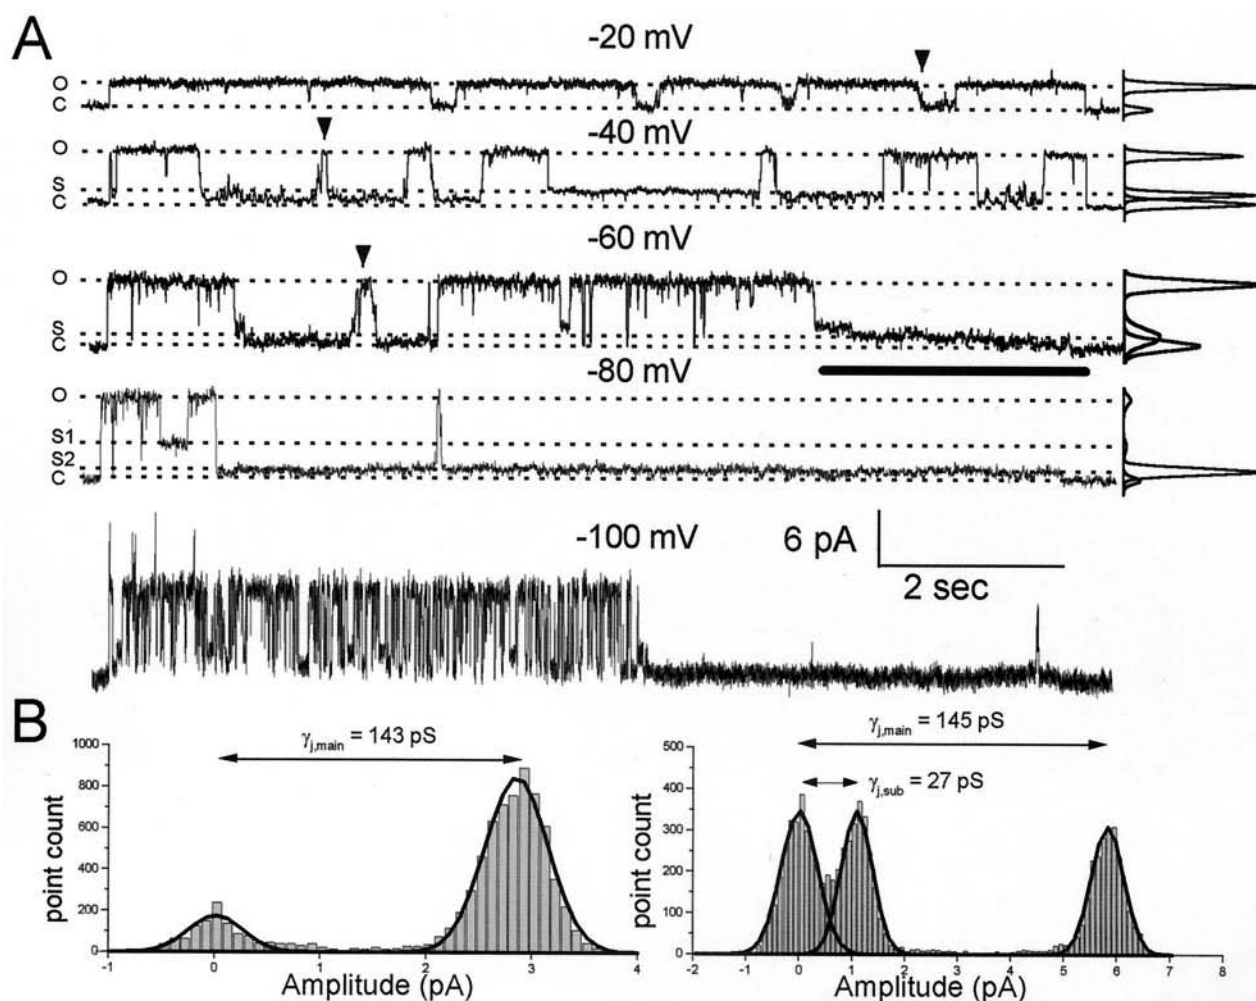 A
-20 mV
O
C
-40 mV
O
S
C
-60 mV
O
S
C
-80 mV
O
S1
S2
C
-100 mV
6 pA
2 sec
B
γj,main = 143 pS
1000
800
600
400
200
0
point count
-1 0 1 2 3 4
Amplitude (pA)
γj,main = 145 pS
γj,sub = 27 pS
500
400
300
200
100
0
point count
-2 -1 0 1 2 3 4 5 6 7 8
Amplitude (pA)